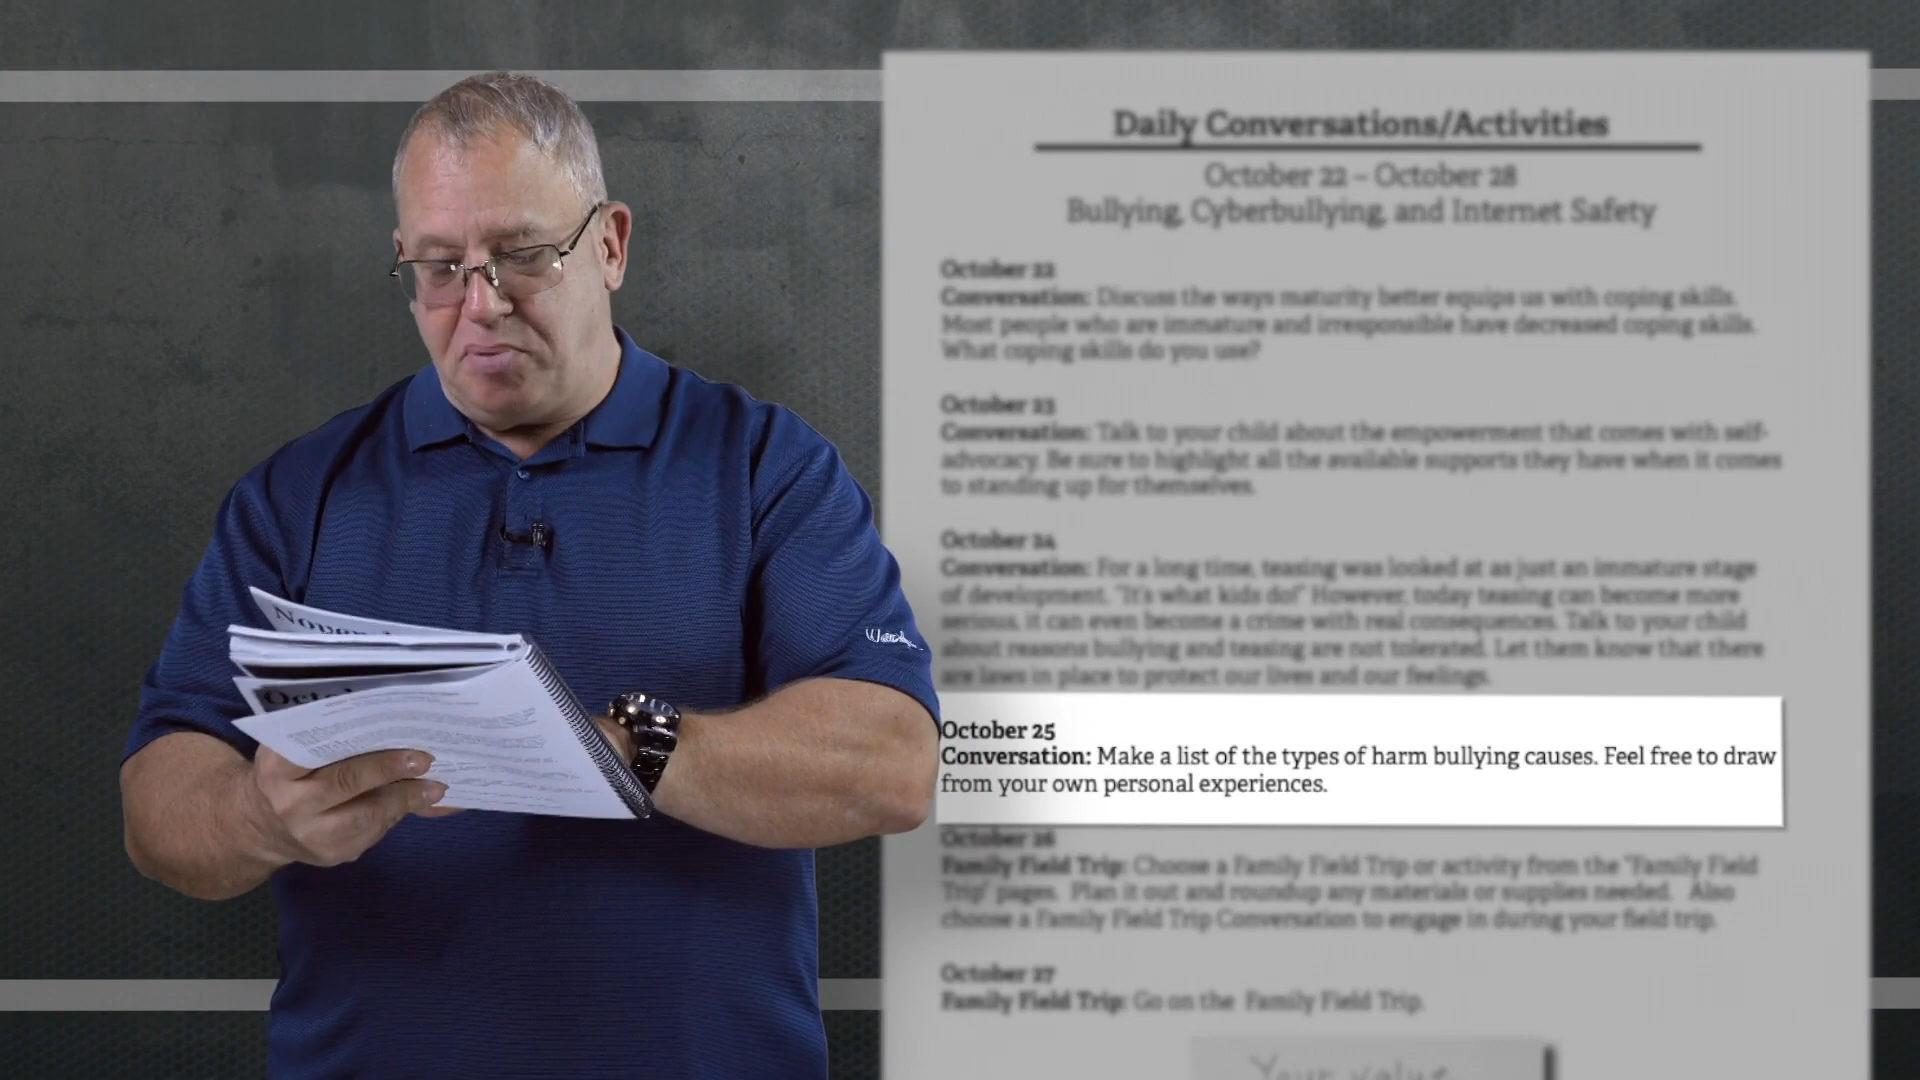 Daily Conversations/Activities
October 22 – October 28
Bullying, Cyberbullying, and Internet Safety
October 22
Conversation: Discuss the ways maturity better equips us with coping skills.
Most people who are immature and irresponsible have decreased coping skills.
What coping skills do you use?
October 23
Conversation: Talk to your child about the empowerment that comes with self-
advocacy. Be sure to highlight all the available supports they have when it comes
to standing up for themselves.
October 24
Conversation: For a long time, teasing was looked at as just an immature stage
of development. "It's what kids do!" However, today teasing can become more
serious, it can even become a crime with real consequences. Talk to your child
about reasons bullying and teasing are not tolerated. Let them know that there
are laws in place to protect our lives and our feelings.
October 25
Conversation: Make a list of the types of harm bullying causes. Feel free to draw
from your own personal experiences.
October 26
Family Field Trip: Choose a Family Field Trip or activity from the "Family Field
Trip" pages. Plan it out and roundup any materials or supplies needed. Also
choose a Family Field Trip Conversation to engage in during your field trip.
October 27
Family Field Trip: Go on the Family Field Trip.
Your value